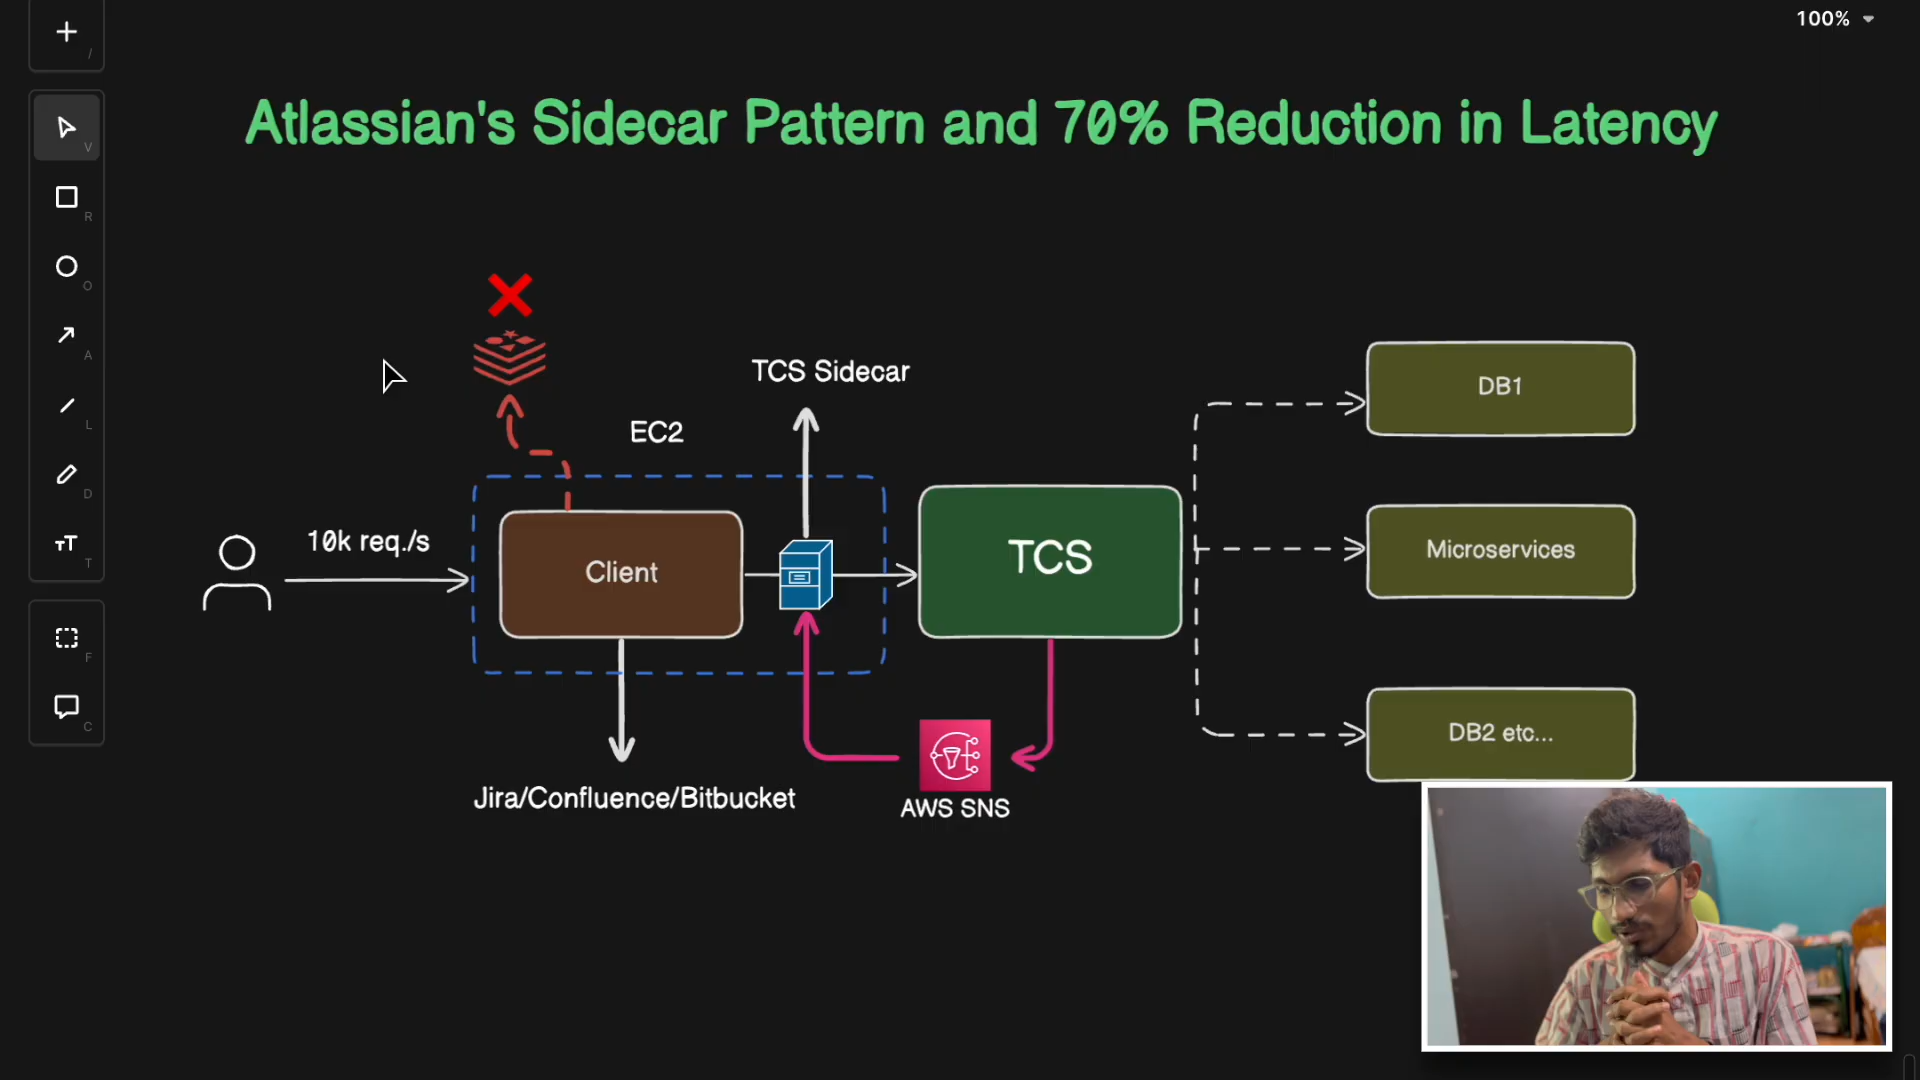 100%
/
Atlassian's Sidecar Pattern and 70% Reduction in Latency
V
R
O
A
L
D
T
T
F
C
TCS Sidecar
EC2
10k req./s
Client
TCS
DB1
Microservices
DB2 etc...
Jira/Confluence/Bitbucket
AWS SNS